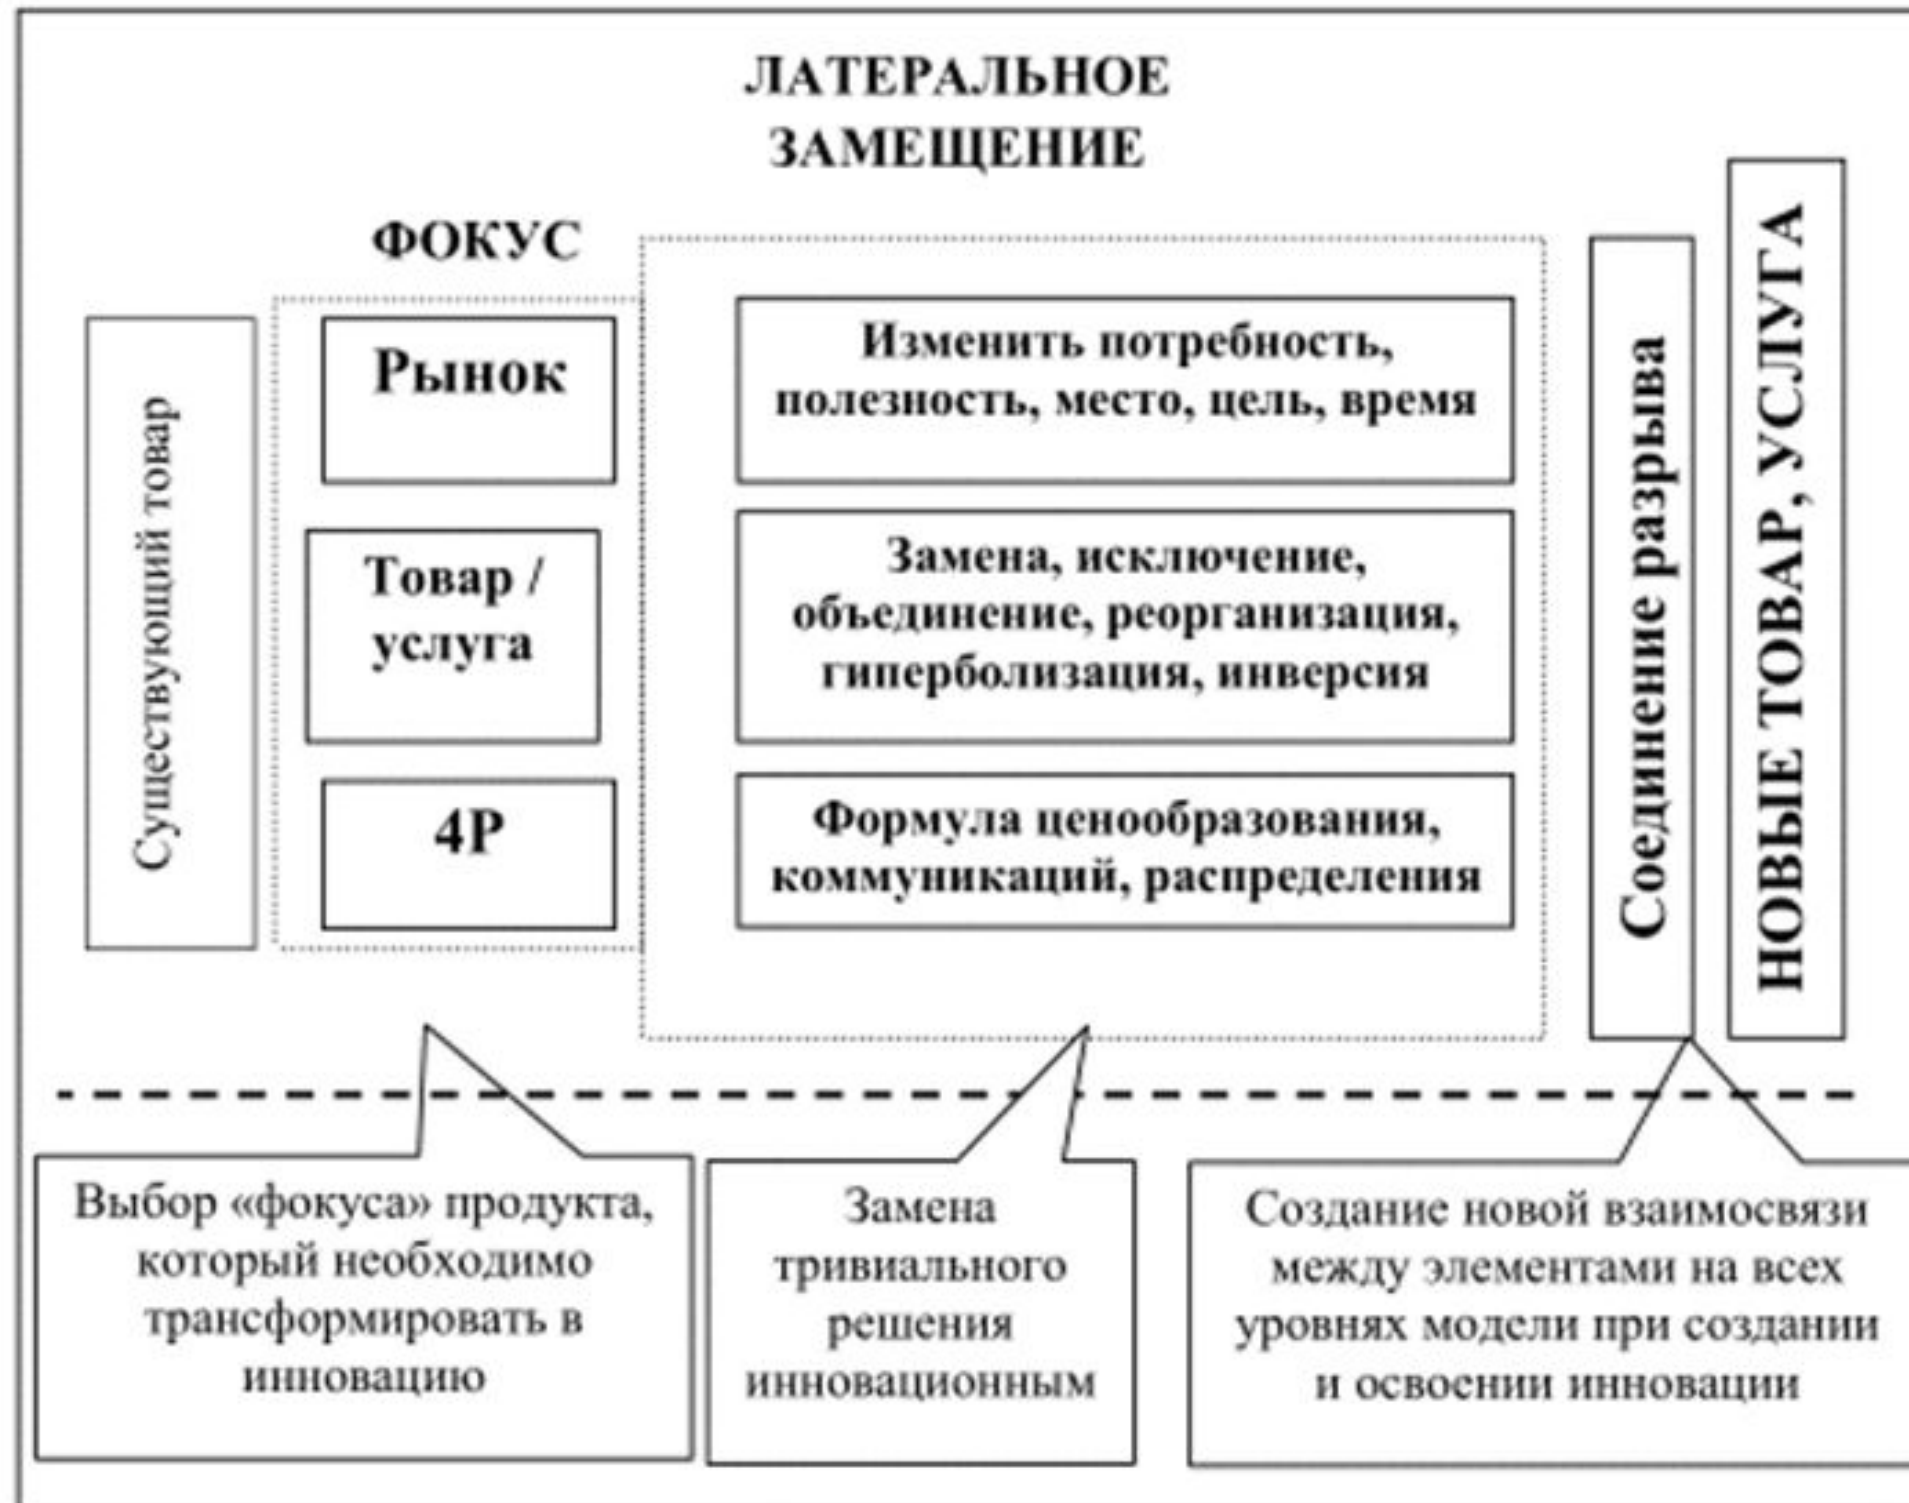 ЛАТЕРАЛЬНОЕ
ЗАМЕЩЕНИЕ
ФОКУС
Существующий товар
Рынок
Товар /
услуга
4P
Изменить потребность,
полезность, место, цель, время
Замена, исключение,
объединение, реорганизация,
гиперболизация, инверсия
Формула ценообразования,
коммуникаций, распределения
Соединение разрыва
НОВЫЕ ТОВАР, УСЛУГА
Выбор «фокуса» продукта,
который необходимо
трансформировать в
инновацию
Замена
тривиального
решения
инновационным
Создание новой взаимосвязи
между элементами на всех
уровнях модели при создании
и освоении инновации